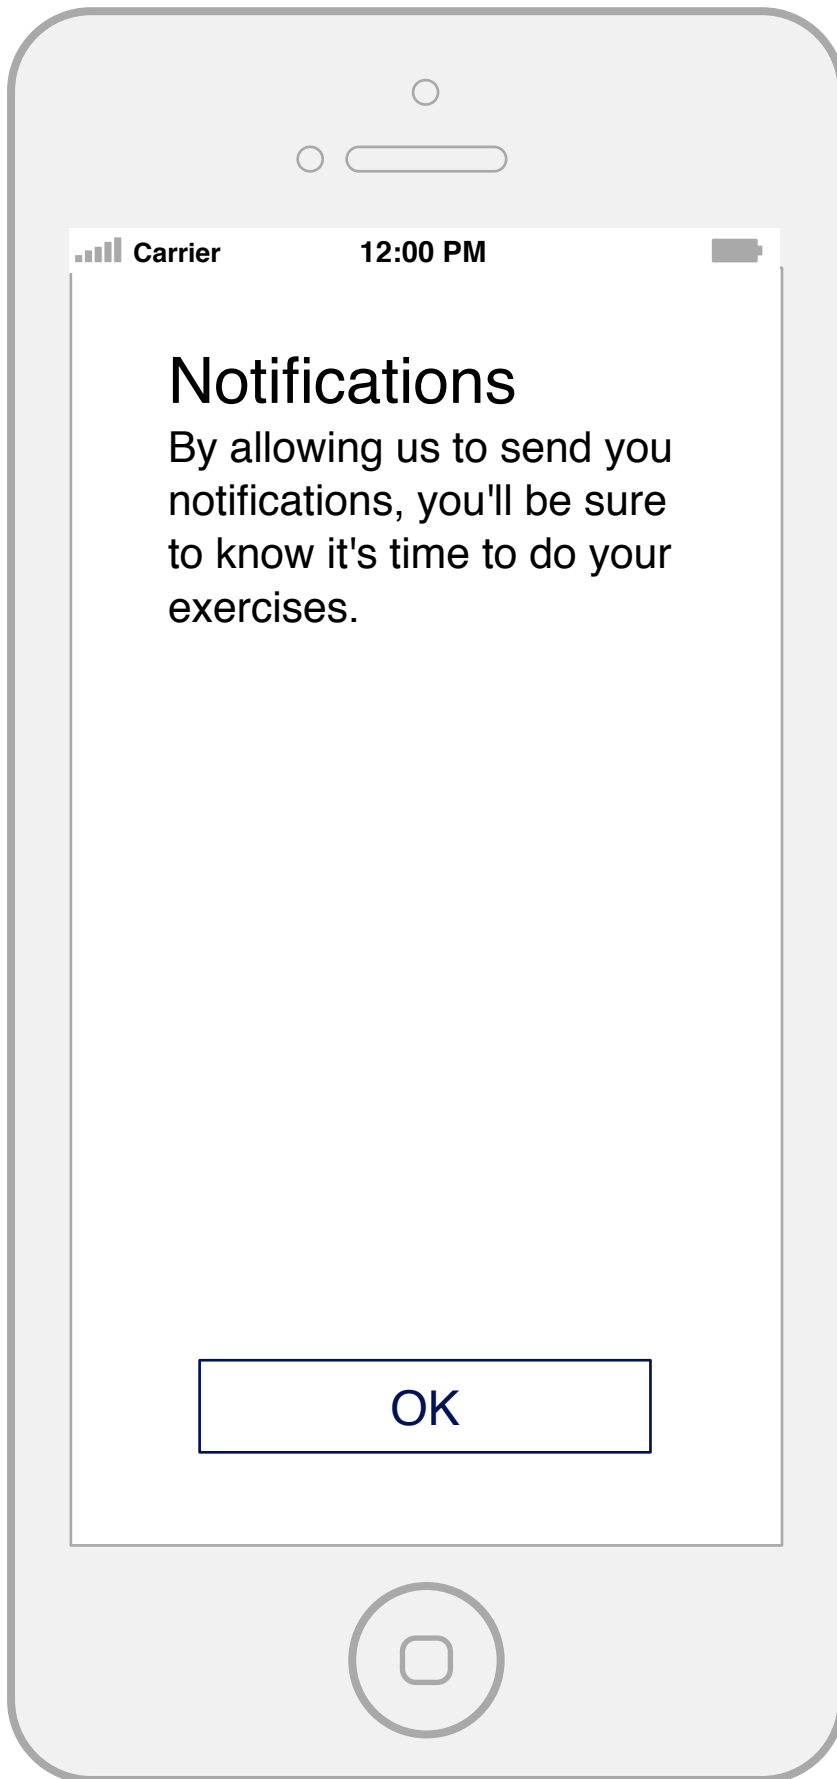 Carrier 12:00 PM
Notifications
By allowing us to send you
notifications, you'll be sure
to know it's time to do your
exercises.
OK